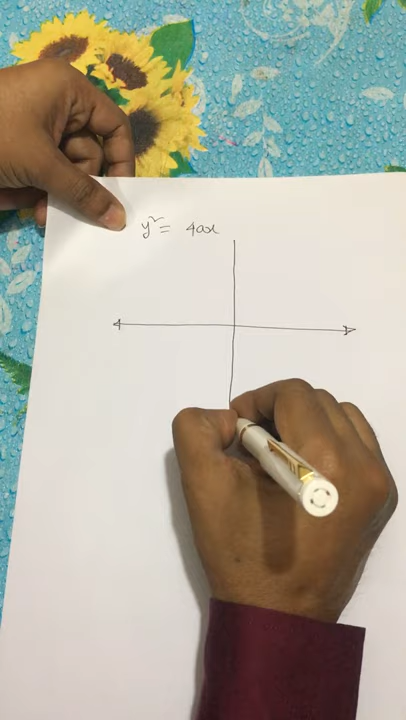 y² = 4ax